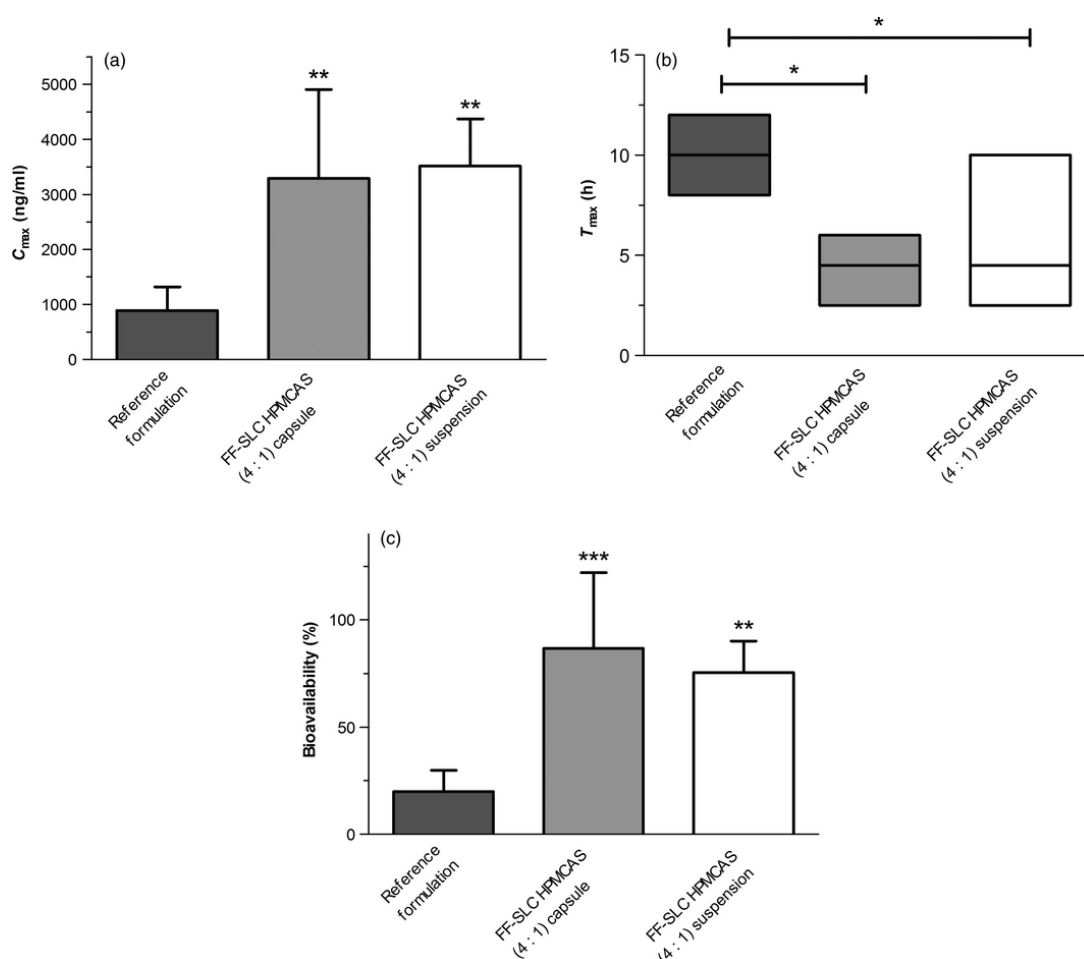 (a)
5000
4000
3000
2000
1000
0
C_max (ng/ml)
**
**
Reference
formulation
FF-SLC HPMCAS
(4 : 1) capsule
FF-SLC HPMCAS
(4 : 1) suspension
(b)
15
10
5
0
T_max (h)
*
*
Reference
formulation
FF-SLC HPMCAS
(4 : 1) capsule
FF-SLC HPMCAS
(4 : 1) suspension
(c)
100
50
0
Bioavailability (%)
***
**
Reference
formulation
FF-SLC HPMCAS
(4 : 1) capsule
FF-SLC HPMCAS
(4 : 1) suspension